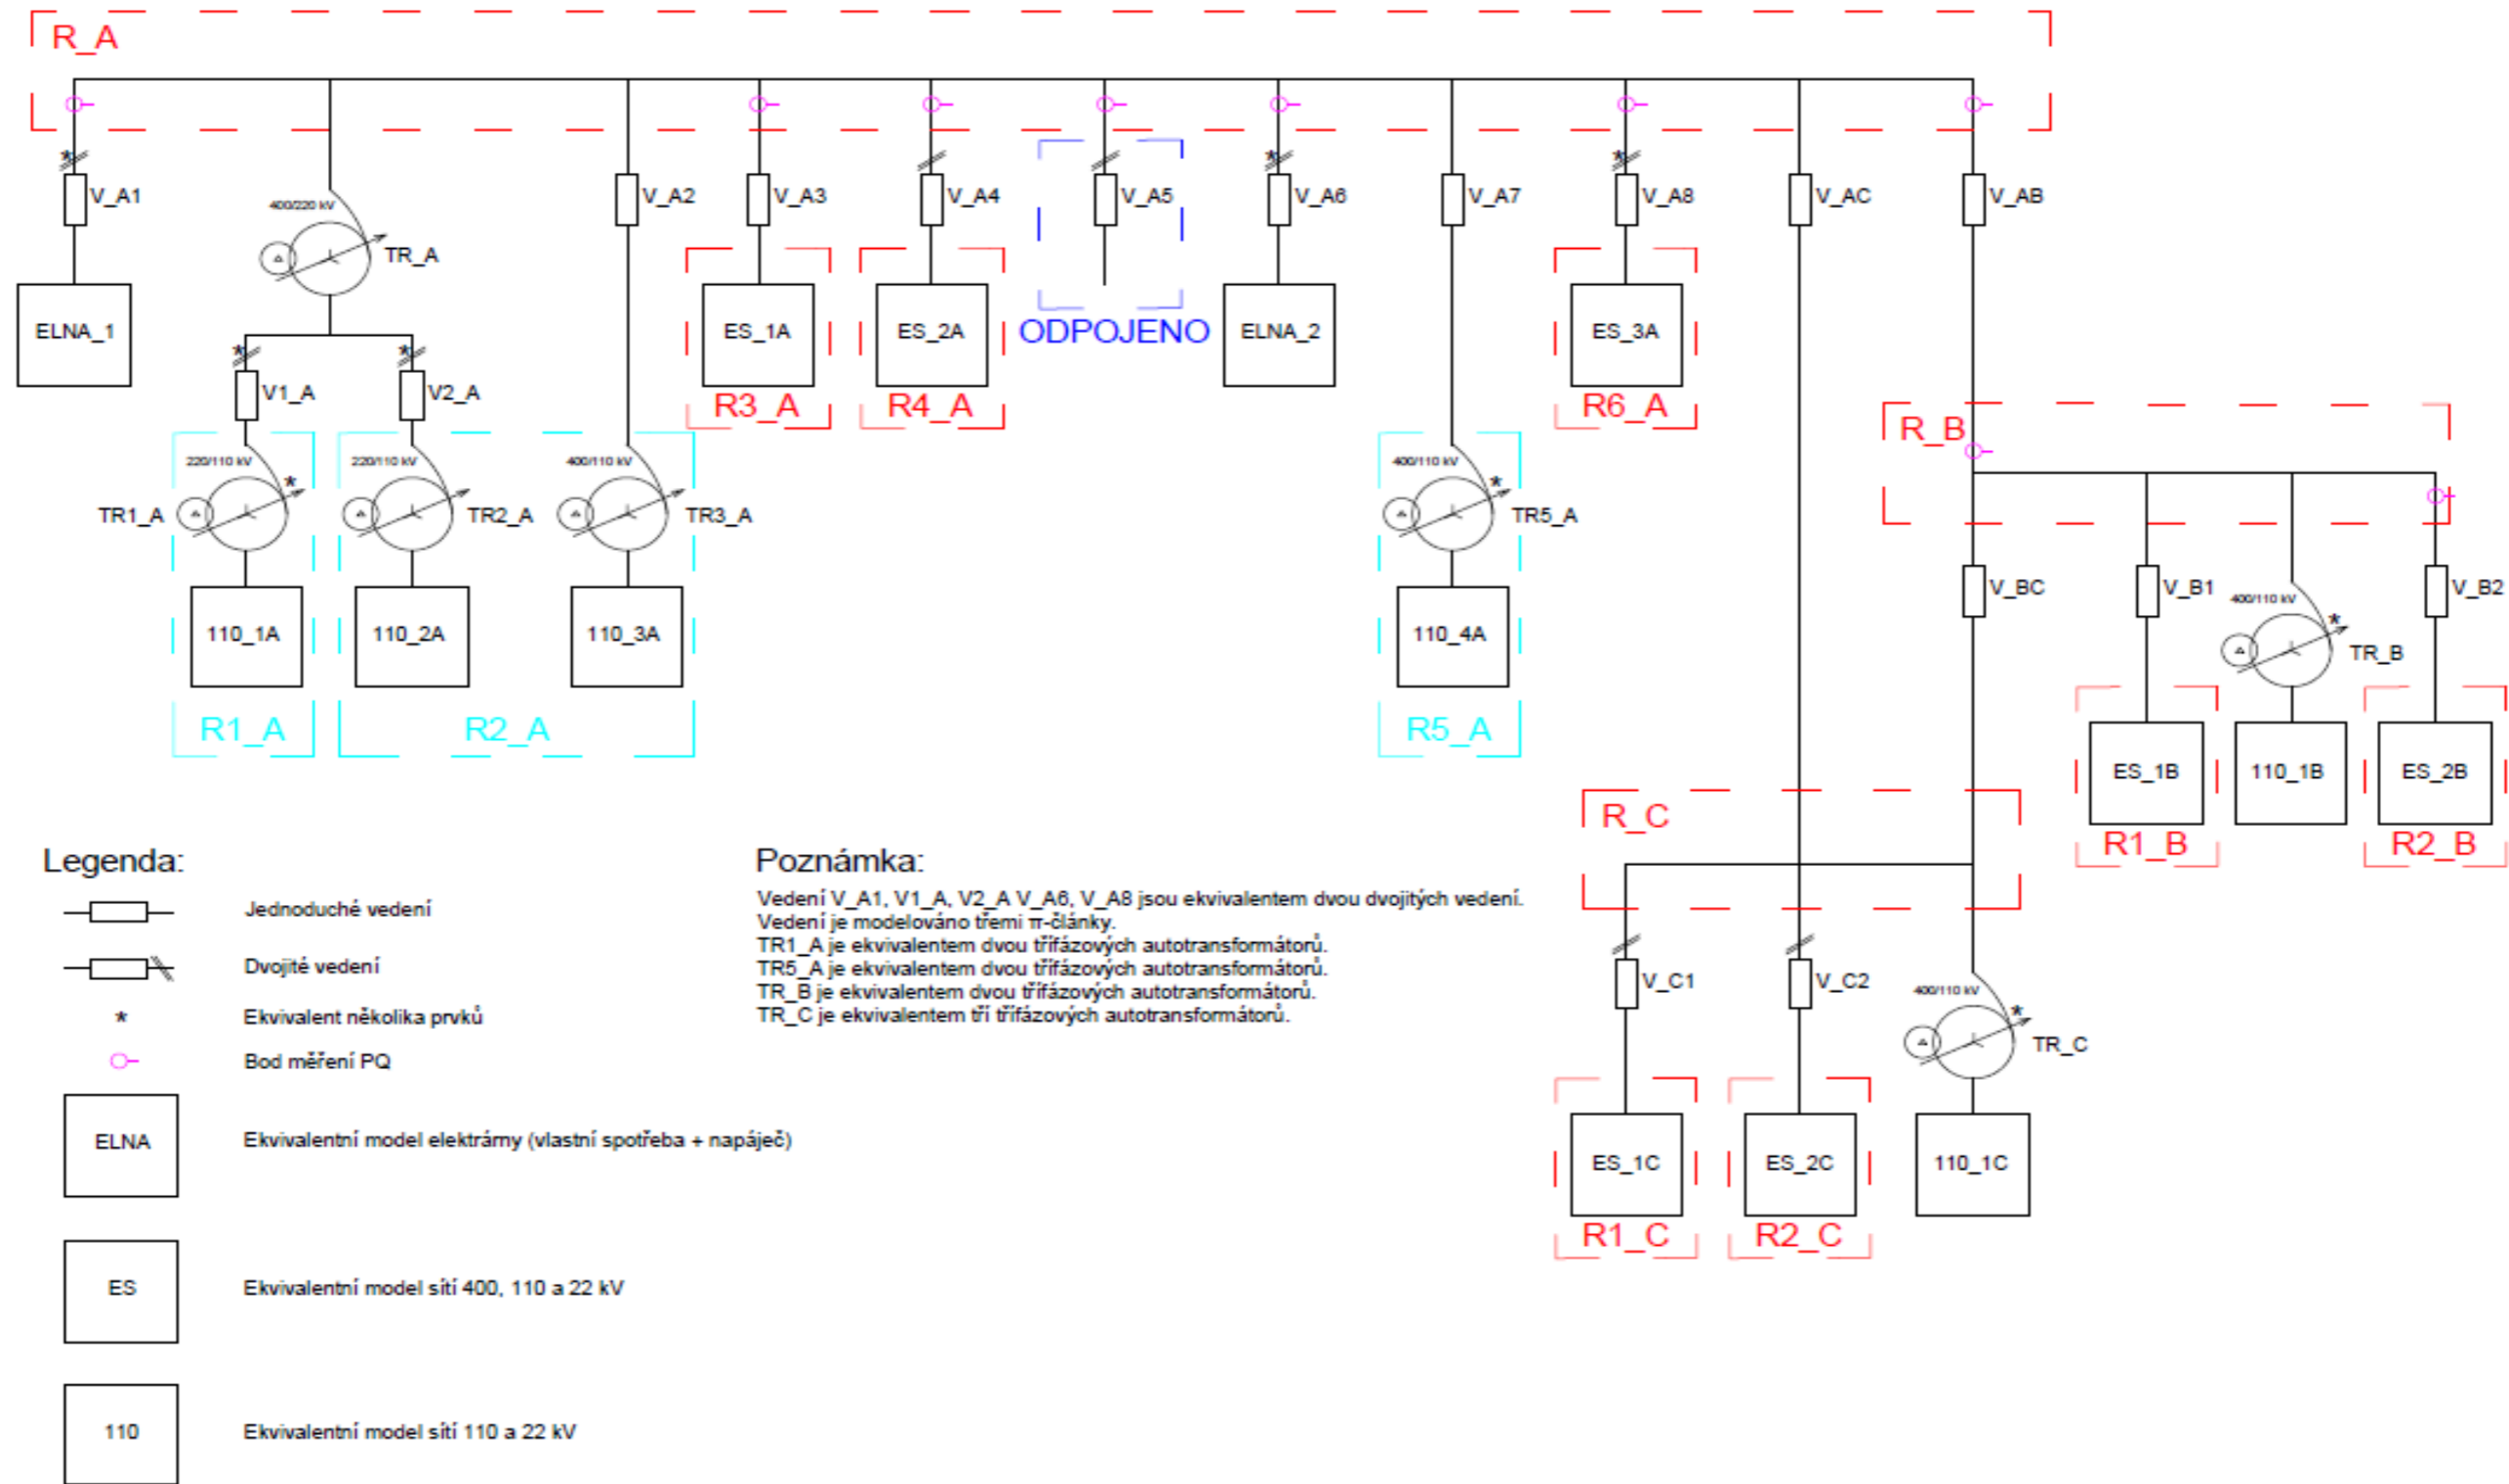 R_A
V_A1
400/220 kV
TR_A
V_A2
V_A3
V_A4
V_A5
V_A6
V_A7
V_A8
V_AC
V_AB
ELNA_1
ES_1A
ES_2A
ODPOJENO
ELNA_2
ES_3A
V1_A
V2_A
R3_A
R4_A
R6_A
R_B
220/110 kV
220/110 kV
400/110 kV
400/110 kV
TR1_A
TR2_A
TR3_A
TR5_A
V_BC
V_B1
400/110 kV
V_B2
110_1A
110_2A
110_3A
110_4A
TR_B
R1_A
R2_A
R5_A
ES_1B
110_1B
ES_2B
R_C
R1_B
R2_B
Legenda:
Jednoduché vedení
Dvojité vedení
* Ekvivalent několika prvků
Bod měření PQ
ELNA Ekvivalentní model elektrárny (vlastní spotřeba + napáječ)
ES Ekvivalentní model sítí 400, 110 a 22 kV
110 Ekvivalentní model sítí 110 a 22 kV
Poznámka:
Vedení V_A1, V1_A, V2_A V_A6, V_A8 jsou ekvivalentem dvou dvojitých vedení.
Vedení je modelováno třemi π-články.
TR1_A je ekvivalentem dvou třífázových autotransformátorů.
TR5_A je ekvivalentem dvou třífázových autotransformátorů.
TR_B je ekvivalentem dvou třífázových autotransformátorů.
TR_C je ekvivalentem tří třífázových autotransformátorů.
V_C1
V_C2
400/110 kV
TR_C
ES_1C
ES_2C
110_1C
R1_C
R2_C